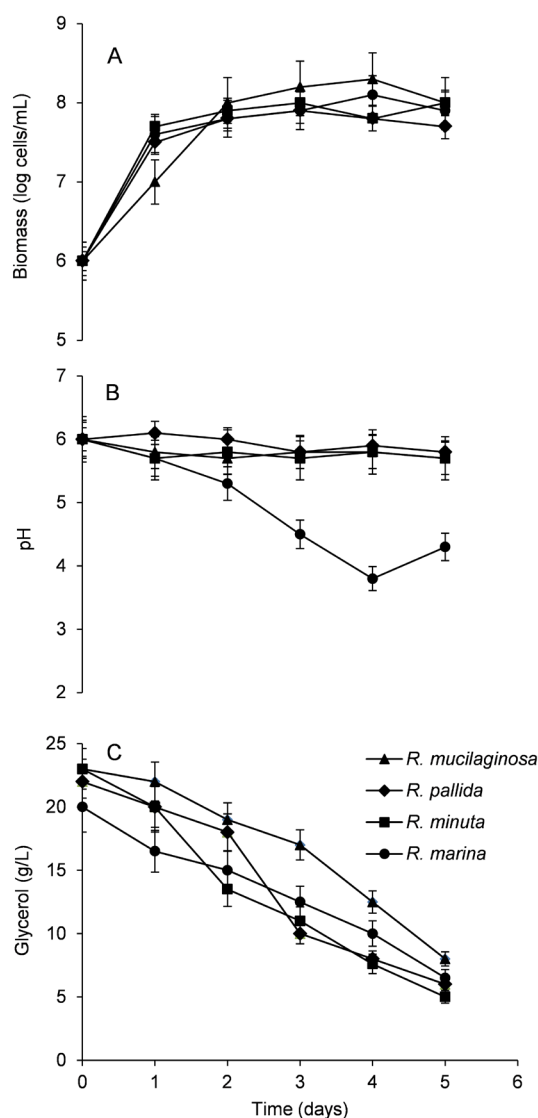 A
Biomass (log cells/mL)
9
8
7
6
5
B
pH
7
6
5
4
3
2
C
Glycerol (g/L)
25
20
15
10
5
0
R. mucilaginosa
R. pallida
R. minuta
R. marina
0 1 2 3 4 5 6
Time (days)